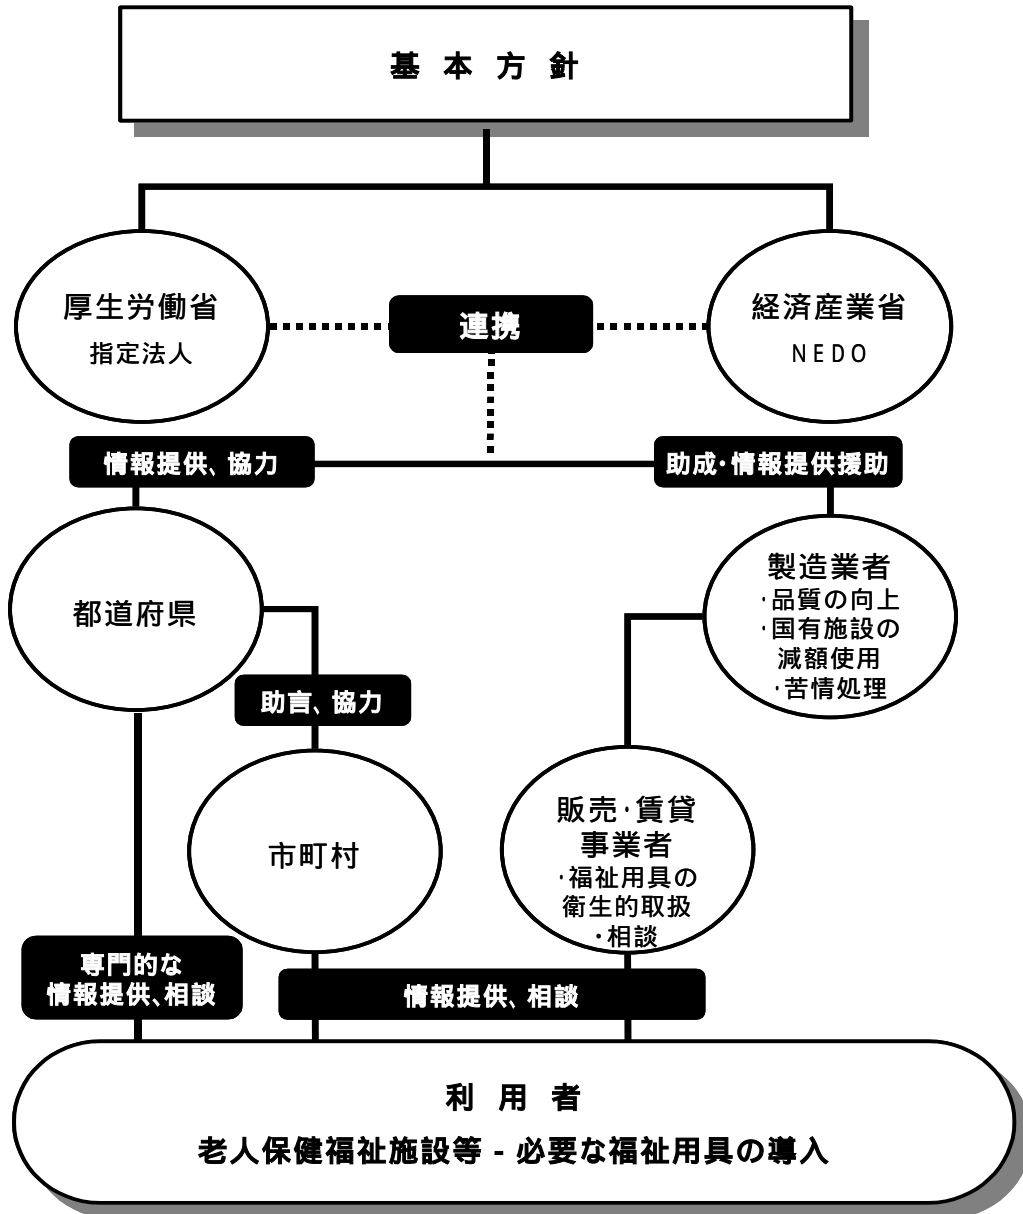 基本方針
厚生労働省
指定法人
連携
経済産業省
NEDO
情報提供、協力
助成・情報提供援助
都道府県
製造業者
・品質の向上
・国有施設の
減額使用
・苦情処理
助言、協力
市町村
販売・賃貸
事業者
・福祉用具の
衛生的取扱
・相談
専門的な
情報提供、相談
情報提供、相談
利用者
老人保健福祉施設等 - 必要な福祉用具の導入